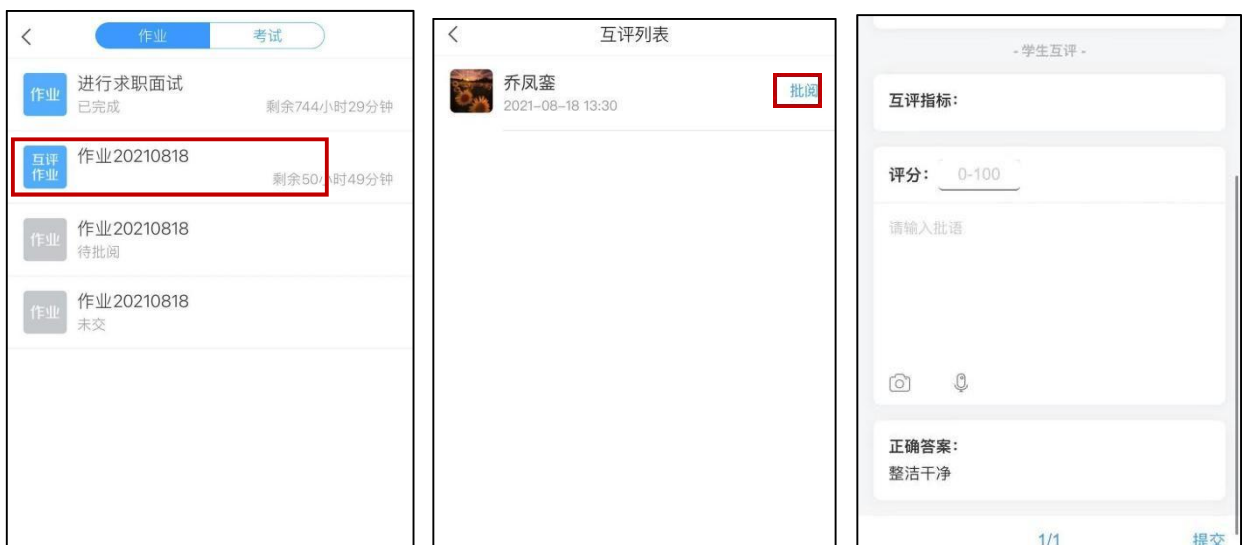 作业 考试
作业
进行求职面试
已完成
剩余744小时29分钟
互评
作业
作业20210818
剩余50小时49分钟
作业
作业20210818
待批阅
作业
作业20210818
未交
互评列表
乔凤銮
2021-08-18 13:30
批阅
- 学生互评 -
互评指标：
评分： 0-100
请输入批语
正确答案：
整洁干净
1/1
提交